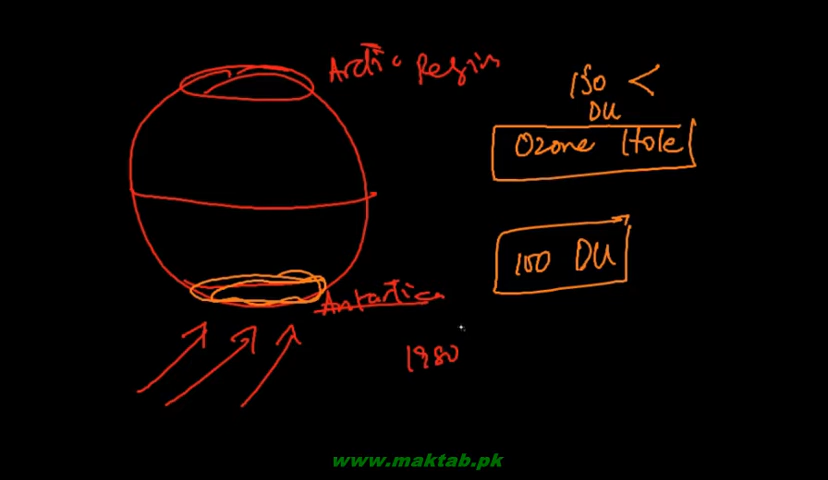 Arctic Region
150 <
DU
Ozone Hole
100 DU
Antartica
1980
www.maktab.pk